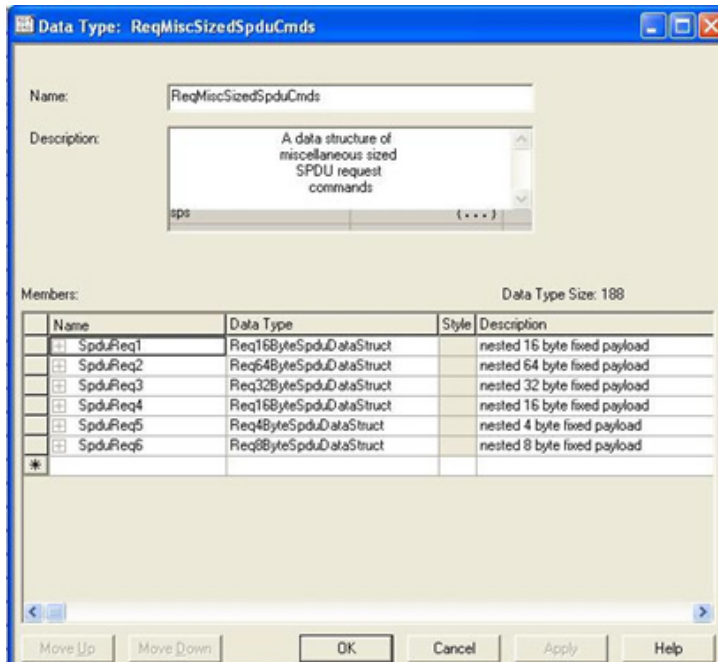 Data Type: ReqMiscSizedSpduCmds
Name: ReqMiscSizedSpduCmds
Description: A data structure of
miscellaneous sized
SPDU request
commands
sps {...}
Members: Data Type Size: 188
Name Data Type Style Description
SpduReq1 Req16ByteSpduDataStruct nested 16 byte fixed payload
SpduReq2 Req64ByteSpduDataStruct nested 64 byte fixed payload
SpduReq3 Req32ByteSpduDataStruct nested 32 byte fixed payload
SpduReq4 Req16ByteSpduDataStruct nested 16 byte fixed payload
SpduReq5 Req4ByteSpduDataStruct nested 4 byte fixed payload
SpduReq6 Req8ByteSpduDataStruct nested 8 byte fixed payload
Move Up Move Down OK Cancel Apply Help